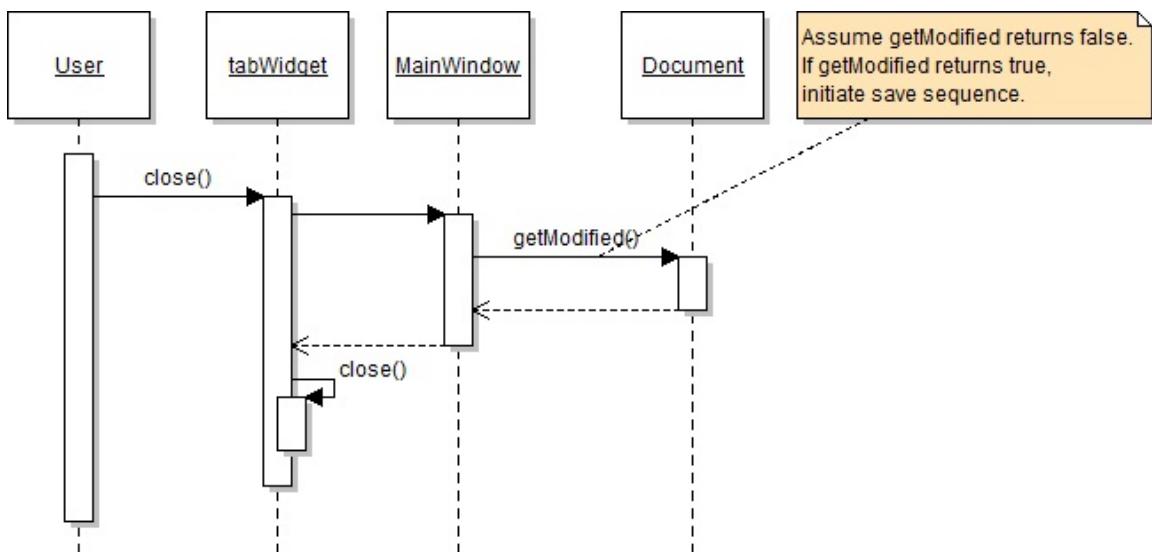 User
tabWidget
MainWindow
Document
Assume getModified returns false.
If getModified returns true,
initiate save sequence.
close()
getModified()
close()